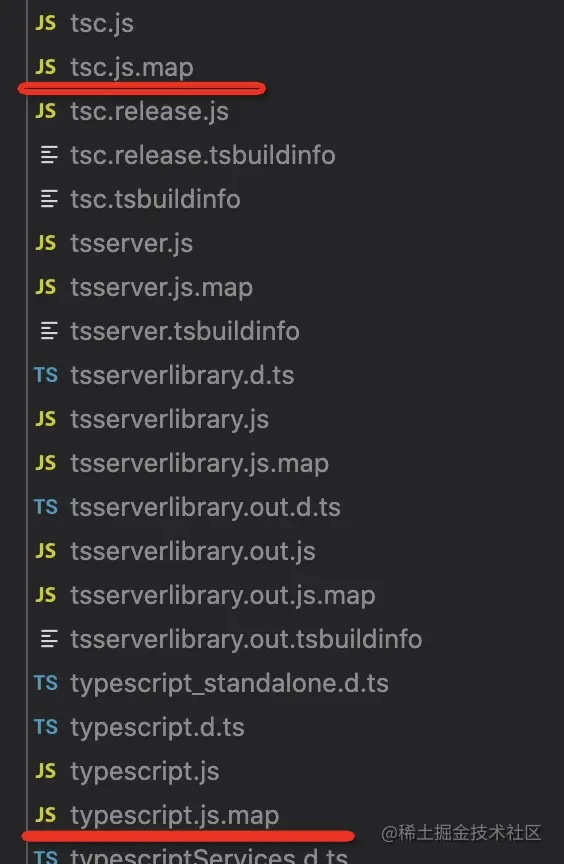 JS tsc.js
JS tsc.js.map
JS tsc.release.js
tsc.release.tsbuildinfo
tsc.tsbuildinfo
JS tsserver.js
JS tsserver.js.map
tsserver.tsbuildinfo
TS tsserverlibrary.d.ts
JS tsserverlibrary.js
JS tsserverlibrary.js.map
TS tsserverlibrary.out.d.ts
JS tsserverlibrary.out.js
JS tsserverlibrary.out.js.map
tsserverlibrary.out.tsbuildinfo
TS typescript_standalone.d.ts
TS typescript.d.ts
JS typescript.js
JS typescript.js.map
@稀土掘金技术社区
TS typescriptServices.d.ts